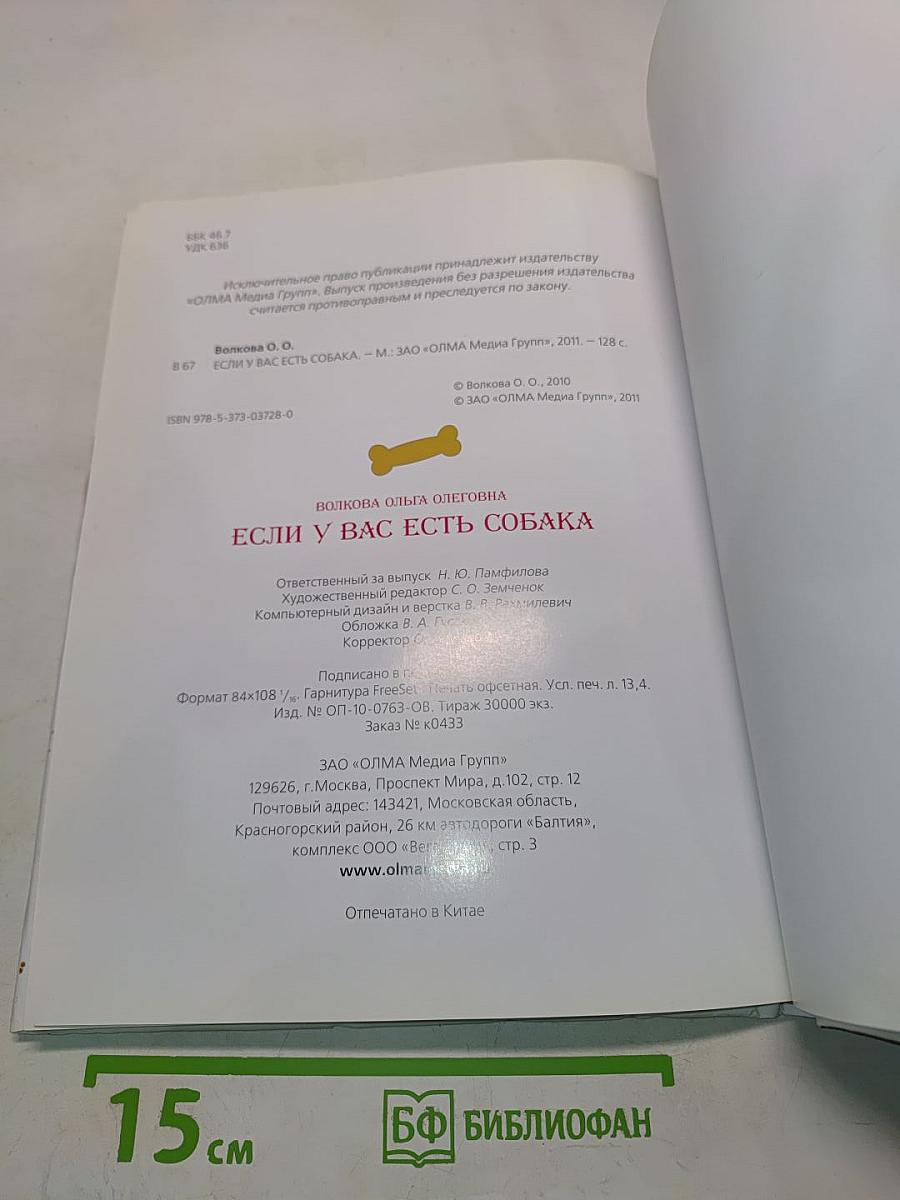 ББК 46.7
УДК 636
Исключительное право публикации принадлежит издательству
«ОЛМА Медиа Групп». Выпуск произведения без разрешения издательства
считается противоправным и преследуется по закону.
Волкова О. О.
В 67 ЕСЛИ У ВАС ЕСТЬ СОБАКА. – М.: ЗАО «ОЛМА Медиа Групп», 2011. – 128 с.
© Волкова О. О., 2010
© ЗАО «ОЛМА Медиа Групп», 2011
ISBN 978-5-373-03728-0
ВОЛКОВА ОЛЬГА ОЛЕГОВНА
ЕСЛИ У ВАС ЕСТЬ СОБАКА
Ответственный за выпуск Н. Ю. Памфилова
Художественный редактор С. О. Земченок
Компьютерный дизайн и верстка В. В. Рахмилевич
Обложка В. А.
Корректор
Подписано в
Формат 84×108 1/16. Гарнитура FreeSet. Печать офсетная. Усл. печ. л. 13,4.
Изд. № ОП-10-0763-ОВ. Тираж 30000 экз.
Заказ № к0433
ЗАО «ОЛМА Медиа Групп»
129626, г.Москва, Проспект Мира, д.102, стр. 12
Почтовый адрес: 143421, Московская область,
Красногорский район, 26 км автодороги «Балтия»,
комплекс ООО стр. 3
Отпечатано в Китае
15 см
БФ БИБЛИОФАН